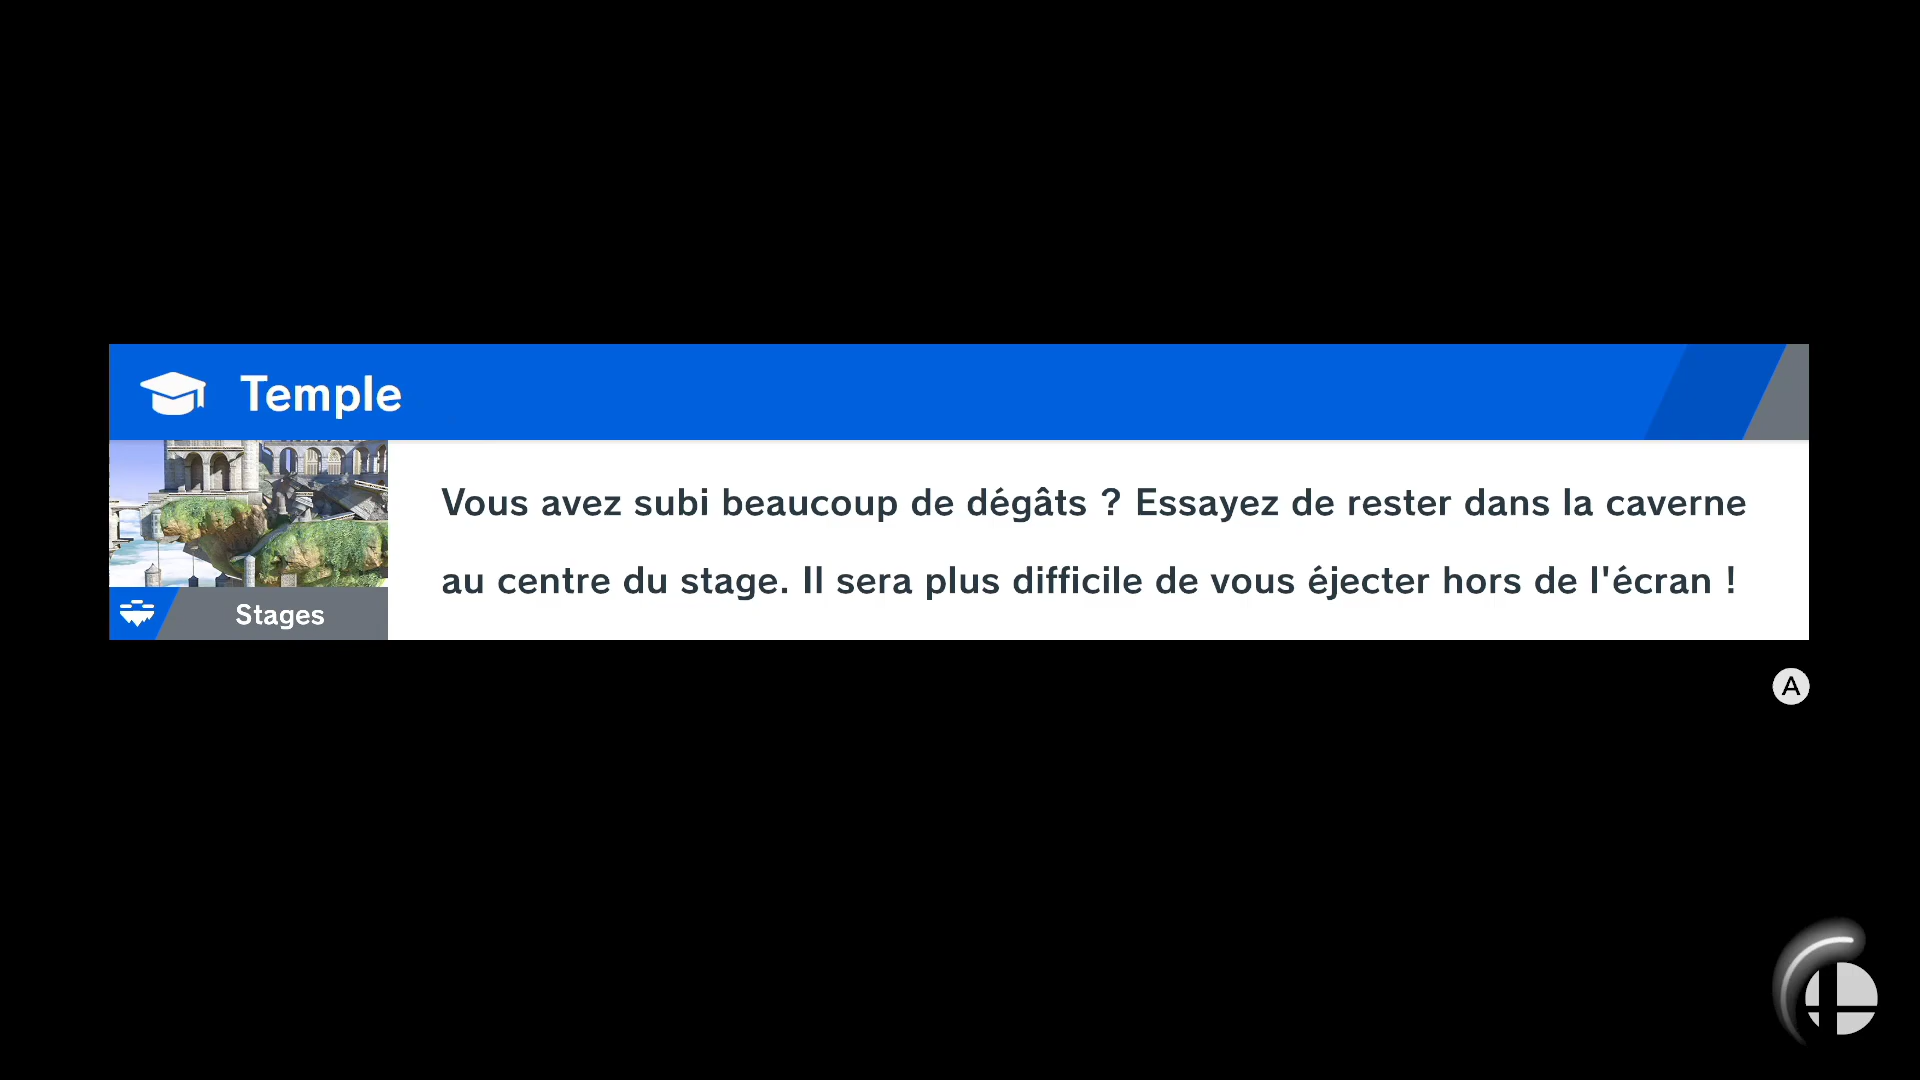 Temple
Vous avez subi beaucoup de dégâts ? Essayez de rester dans la caverne
au centre du stage. Il sera plus difficile de vous éjecter hors de l'écran !
Stages
A